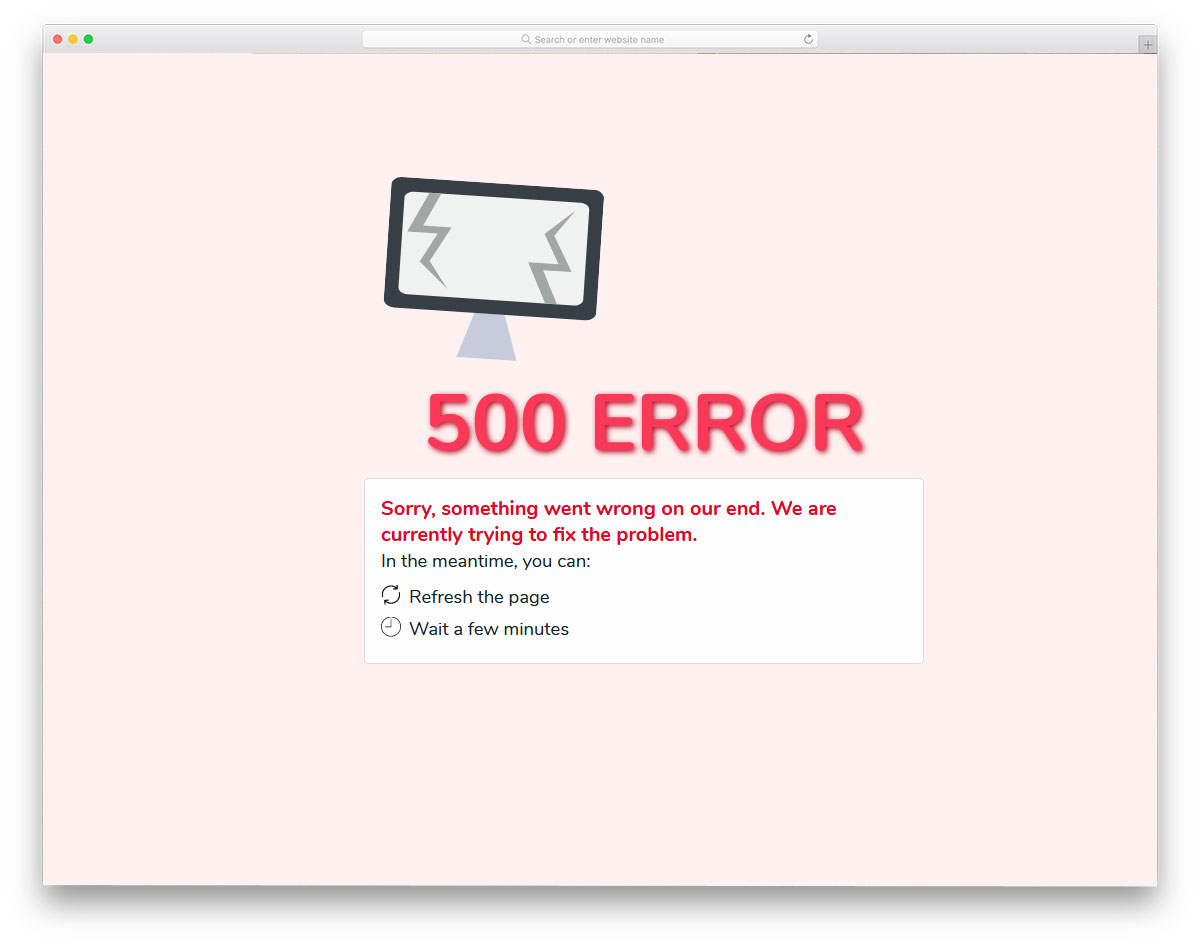 Search or enter website name
500 ERROR
Sorry, something went wrong on our end. We are
currently trying to fix the problem.
In the meantime, you can:
Refresh the page
Wait a few minutes